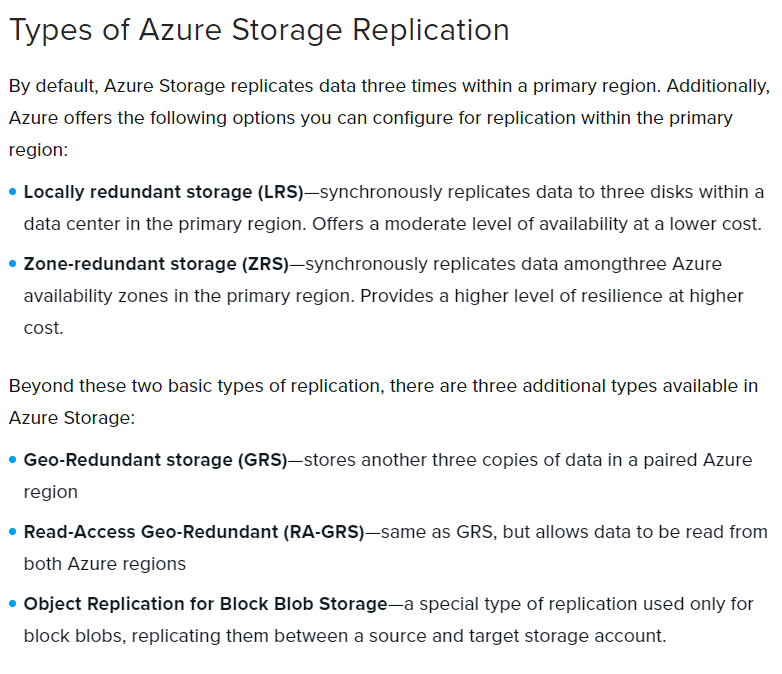 Types of Azure Storage Replication
By default, Azure Storage replicates data three times within a primary region. Additionally,
Azure offers the following options you can configure for replication within the primary
region:
• Locally redundant storage (LRS)—synchronously replicates data to three disks within a
data center in the primary region. Offers a moderate level of availability at a lower cost.
• Zone-redundant storage (ZRS)—synchronously replicates data amongthree Azure
availability zones in the primary region. Provides a higher level of resilience at higher
cost.
Beyond these two basic types of replication, there are three additional types available in
Azure Storage:
• Geo-Redundant storage (GRS)—stores another three copies of data in a paired Azure
region
• Read-Access Geo-Redundant (RA-GRS)—same as GRS, but allows data to be read from
both Azure regions
• Object Replication for Block Blob Storage—a special type of replication used only for
block blobs, replicating them between a source and target storage account.